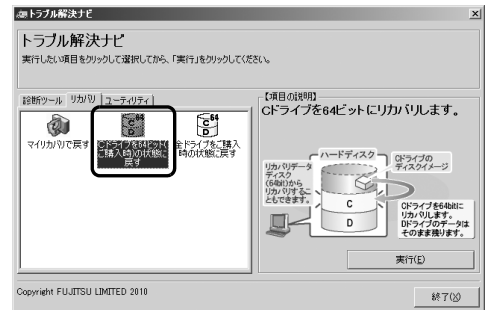 トラブル解決ナビ
トラブル解決ナビ
実行したい項目をクリックして選択してから、「実行」をクリックしてください。
診断ツール リカバリ ユーティリティ
マイリカバリで戻す
Cドライブを64ビット(
ご購入時)の状態に
戻す
全ドライブをご購入
時の状態に戻す
C
D
C
D
【項目の説明】
Cドライブを64ビットにリカバリします。
リカバリデータ
ディスク
(64bit)から
リカバリするこ
ともできます。
ハードディスク
Cドライブの
ディスクイメージ
C
D
Cドライブを64bitに
リカバリします。
Dドライブのデータは
そのまま残ります。
実行(E)
Copyright FUJITSU LIMITED 2010
終了(X)